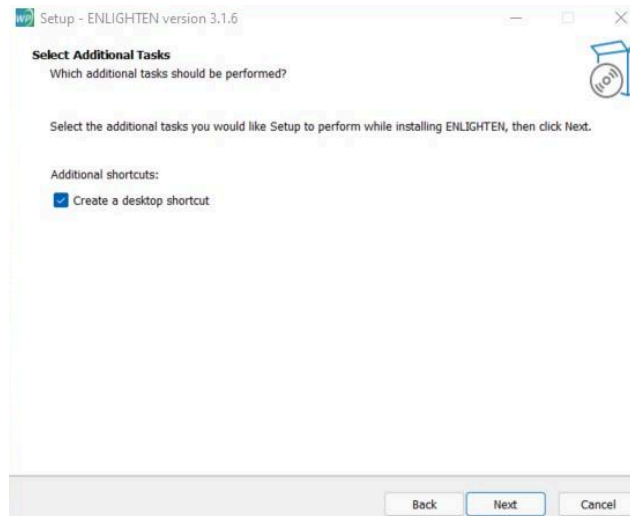 WP Setup - ENLIGHTEN version 3.1.6
Select Additional Tasks
Which additional tasks should be performed?
Select the additional tasks you would like Setup to perform while installing ENLIGHTEN, then click Next.
Additional shortcuts:
Create a desktop shortcut
Back Next Cancel